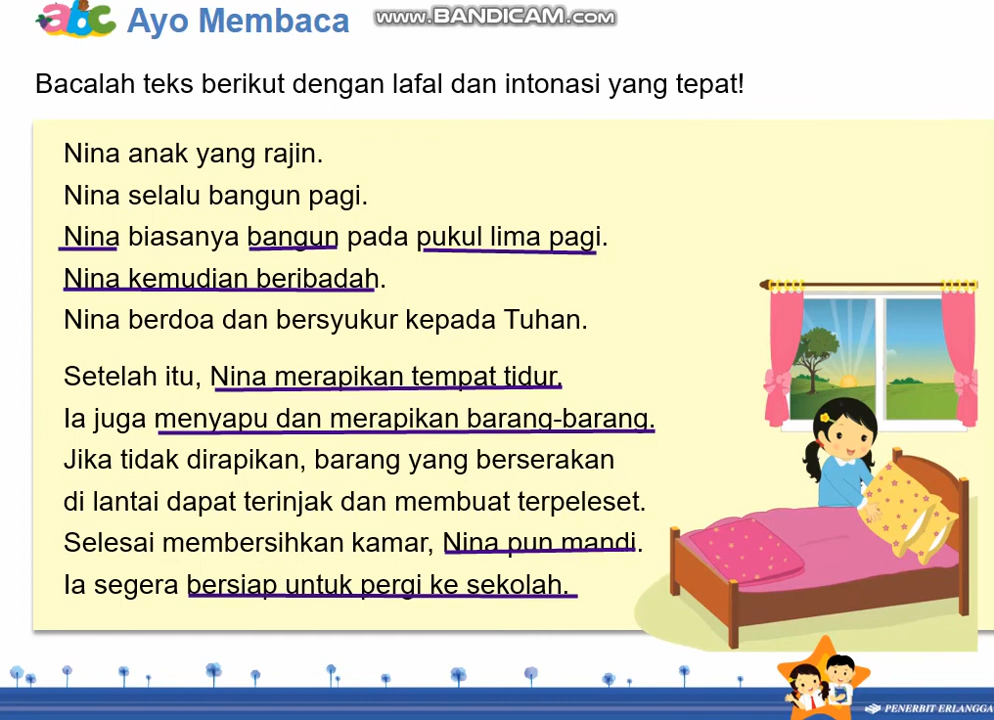 abc Ayo Membaca www.BANDICAM.com
Bacalah teks berikut dengan lafal dan intonasi yang tepat!
Nina anak yang rajin.
Nina selalu bangun pagi.
Nina biasanya bangun pada pukul lima pagi.
Nina kemudian beribadah.
Nina berdoa dan bersyukur kepada Tuhan.
Setelah itu, Nina merapikan tempat tidur.
Ia juga menyapu dan merapikan barang-barang.
Jika tidak dirapikan, barang yang berserakan
di lantai dapat terinjak dan membuat terpeleset.
Selesai membersihkan kamar, Nina pun mandi.
Ia segera bersiap untuk pergi ke sekolah.
PENERBIT ERLANGGA